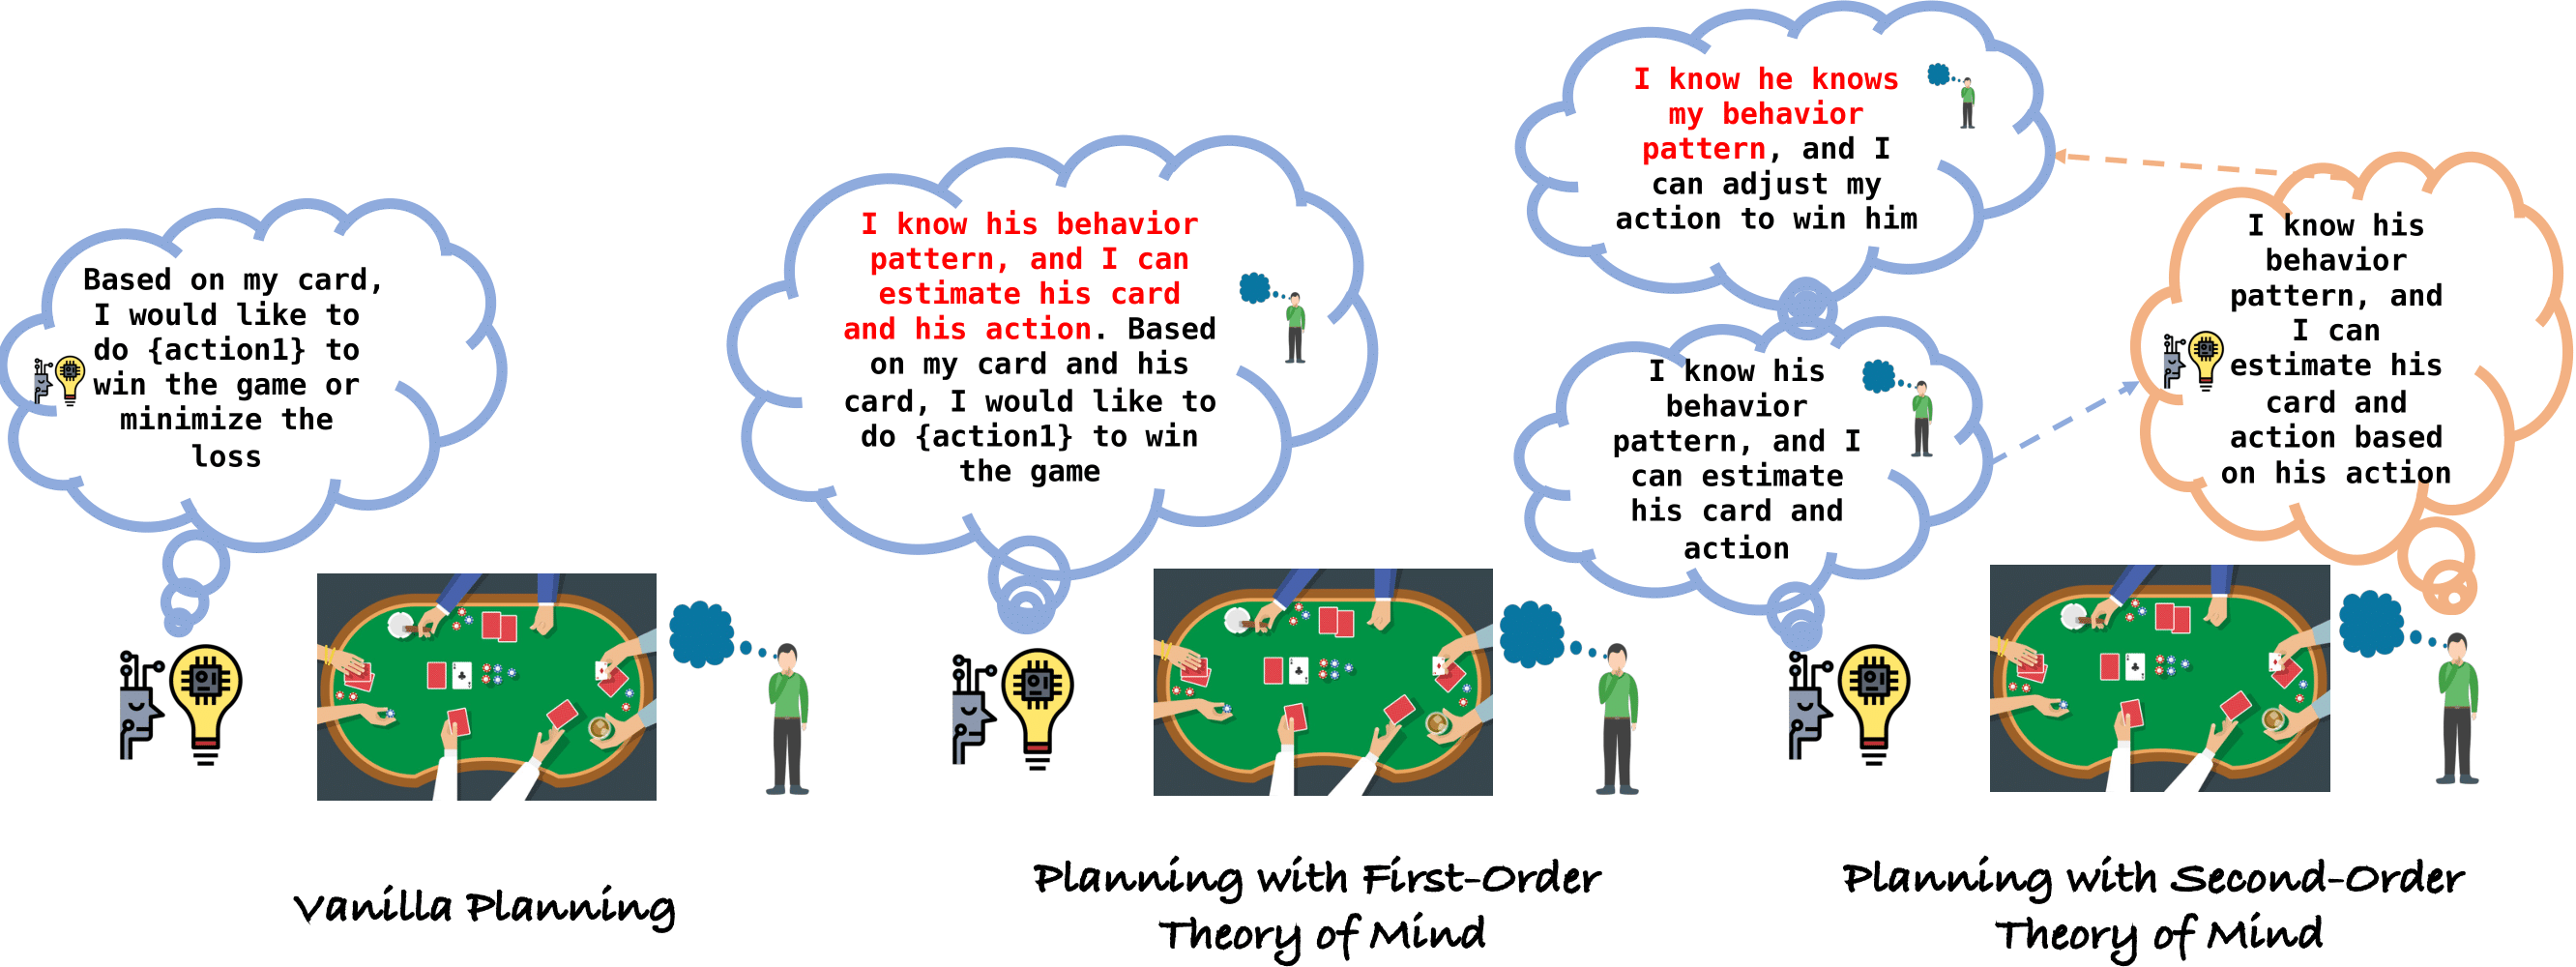 Based on my card,
I would like to
do {action1} to
win the game or
minimize the
loss
Vanilla Planning
I know his behavior
pattern, and I can
estimate his card
and his action. Based
on my card and his
card, I would like to
do {action1} to win
the game
Planning with First-Order
Theory of Mind
I know he knows
my behavior
pattern, and I
can adjust my
action to win him
I know his
behavior
pattern, and I
can estimate
his card and
action
I know his
behavior
pattern, and
I can
estimate his
card and
action based
on his action
Planning with Second-Order
Theory of Mind